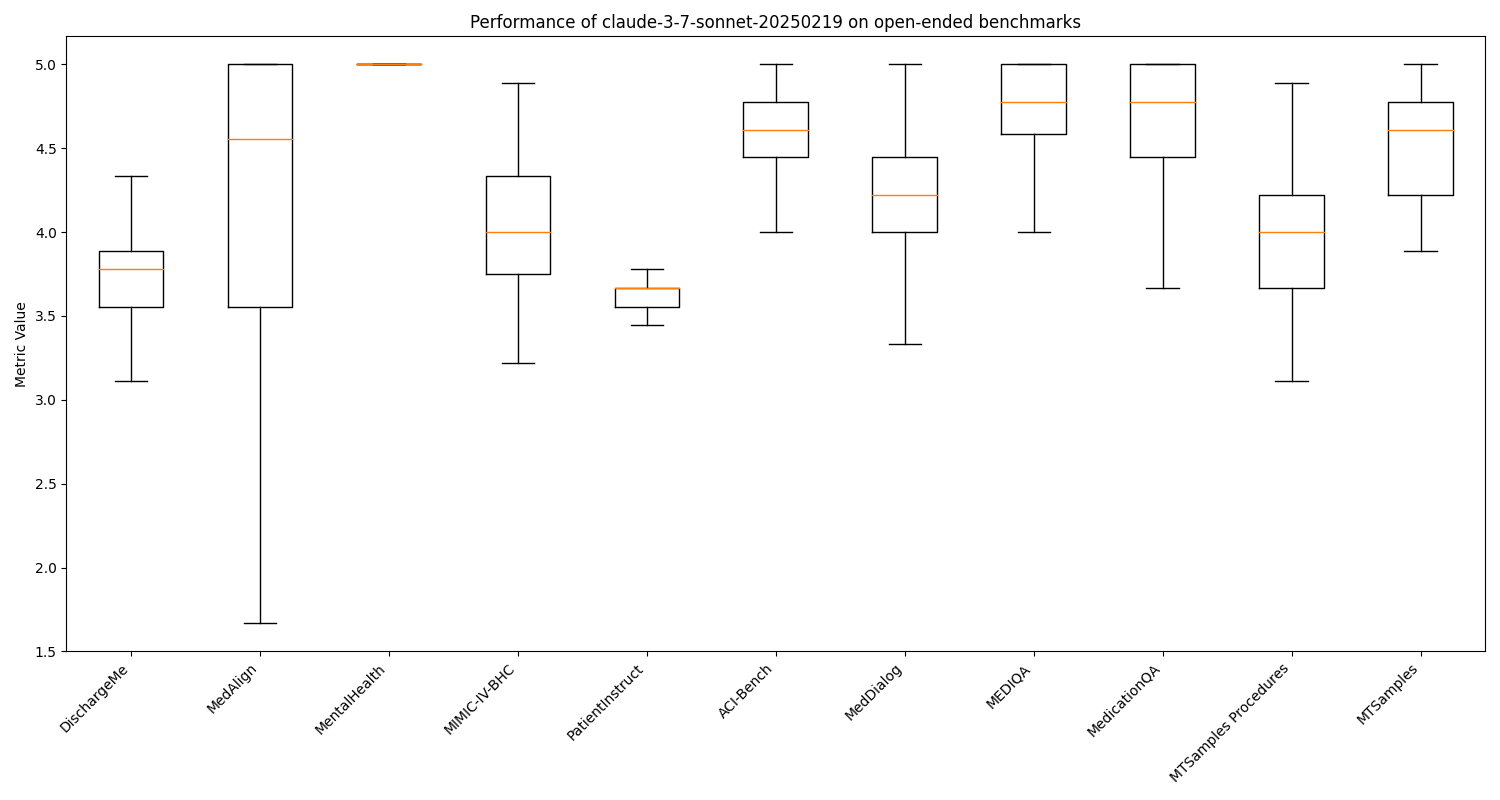 Performance of claude-3-7-sonnet-20250219 on open-ended benchmarks
Metric Value
5.0
4.5
4.0
3.5
3.0
2.5
2.0
1.5
DischargeMe
MedAlign
MentalHealth
MIMIC-IV-BHC
PatientInstruct
ACI-Bench
MedDialog
MEDIQA
MedicationQA
MTSamples Procedures
MTSamples